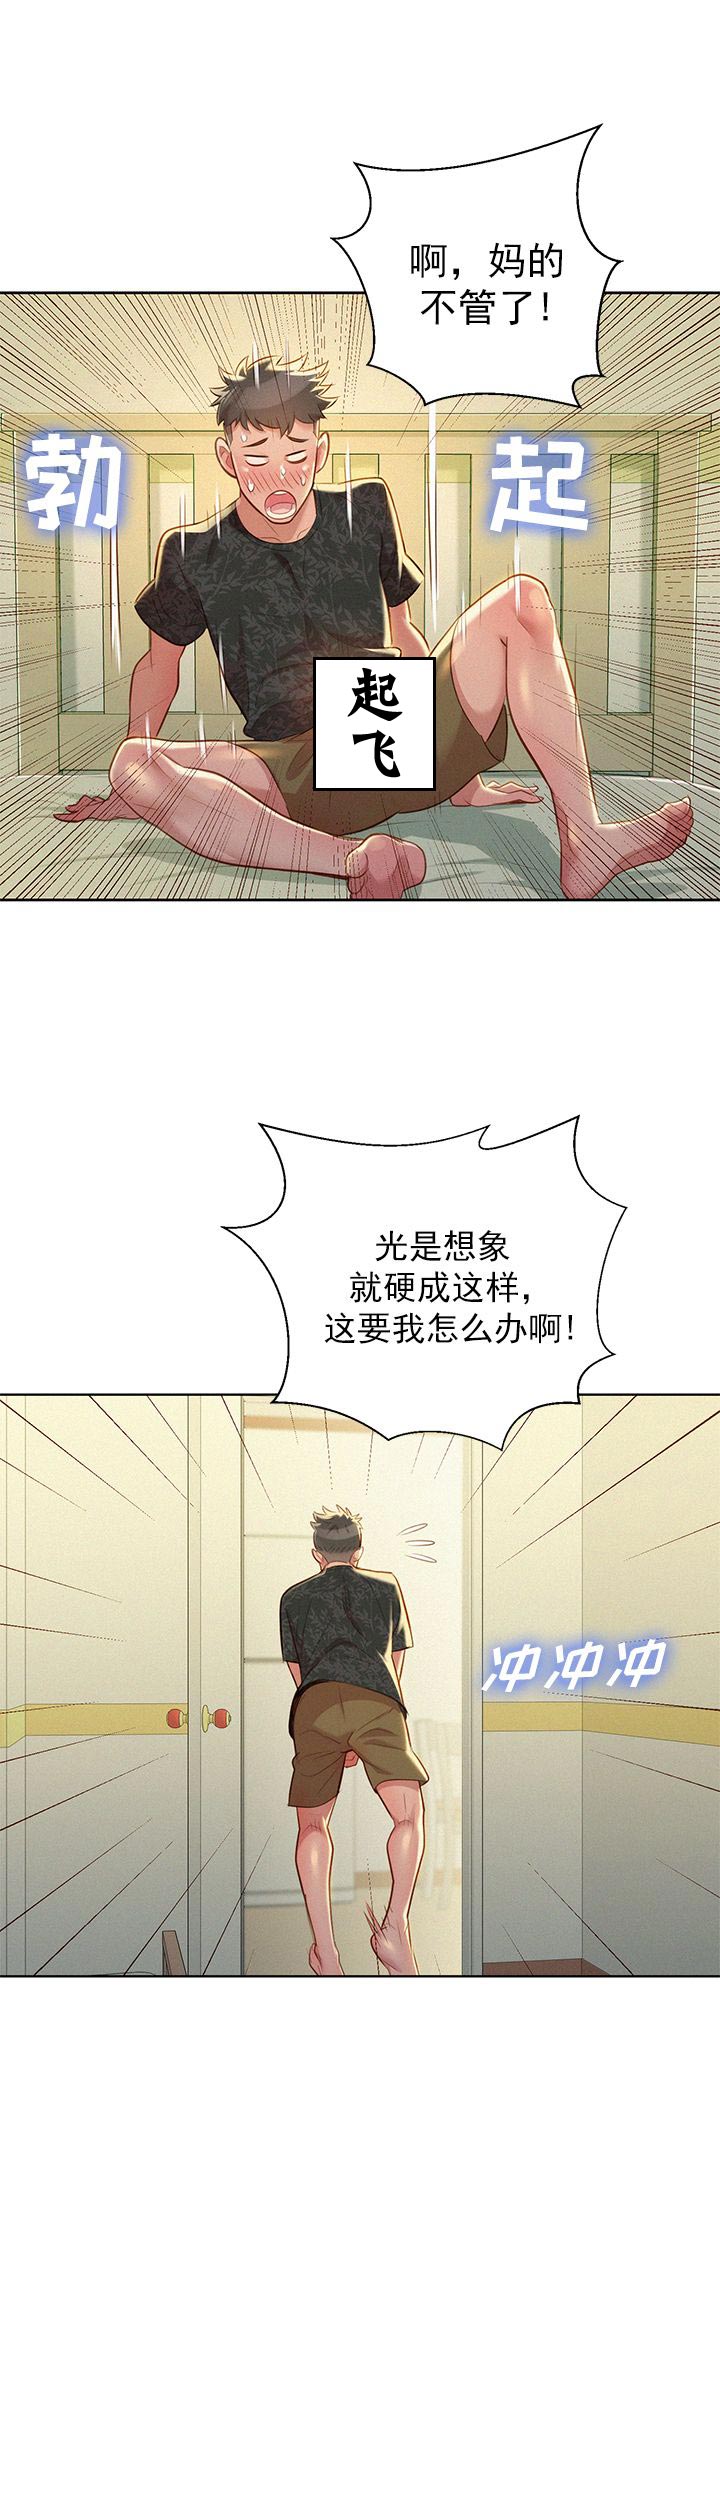 啊，妈的
不管了！
勃起
起飞
光是想象
就硬成这样，
这要我怎么办啊！
冲冲冲